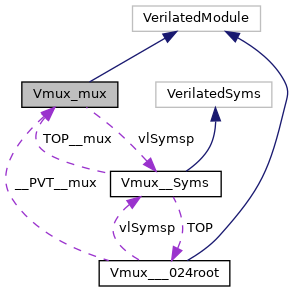 VerilatedModule
Vmux_mux
VerilatedSyms
TOP__mux
vlSymsp
__PVT__mux
Vmux__Syms
vlSymsp
TOP
Vmux___024root